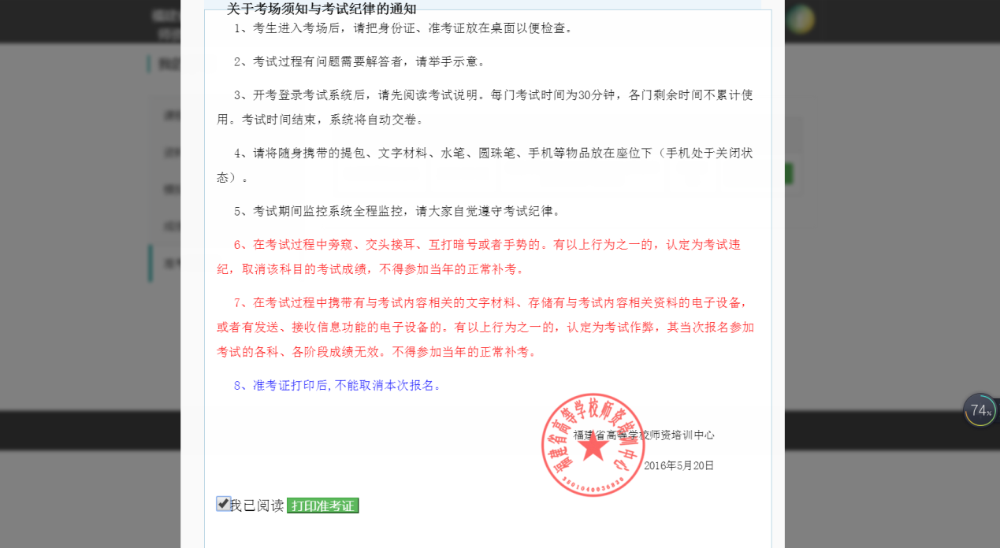 关于考场须知与考试纪律的通知
1、考生进入考场后，请把身份证、准考证放在桌面以便检查。
2、考试过程有问题需要解答者，请举手示意。
3、开考登录考试系统后，请先阅读考试说明。每门考试时间为30分钟，各门剩余时间不累计使
用。考试时间结束，系统将自动交卷。
4、请将随身携带的提包、文字材料、水笔、圆珠笔、手机等物品放在座位下（手机处于关闭状
态）。
5、考试期间监控系统全程监控，请大家自觉遵守考试纪律。
6、在考试过程中旁窥、交头接耳、互打暗号或者手势的。有以上行为之一的，认定为考试违
纪，取消该科目的考试成绩，不得参加当年的正常补考。
7、在考试过程中携带有与考试内容相关的文字材料、存储有与考试内容相关资料的电子设备，
或者有发送、接收信息功能的电子设备的。有以上行为之一的，认定为考试作弊，其当次报名参加
考试的各科、各阶段成绩无效。不得参加当年的正常补考。
8、准考证打印后,不能取消本次报名。
福建省高等学校师资培训中心
福建省高等学校师资培训中心
2016年5月20日
我已阅读 打印准考证
74%